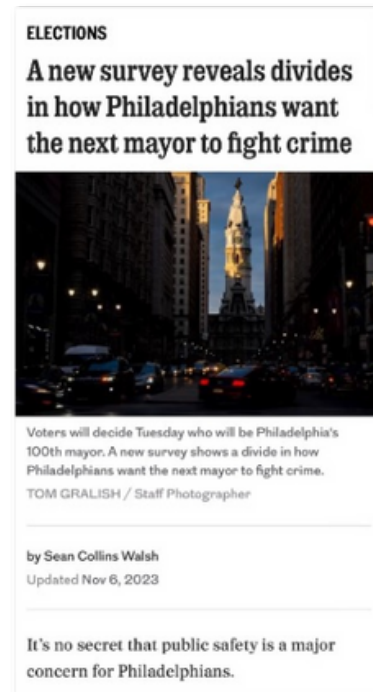 ELECTIONS
A new survey reveals divides
in how Philadelphians want
the next mayor to fight crime
Voters will decide Tuesday who will be Philadelphia's
100th mayor. A new survey shows a divide in how
Philadelphians want the next mayor to fight crime.
TOM GRALISH / Staff Photographer
by Sean Collins Walsh
Updated Nov 6, 2023
It's no secret that public safety is a major
concern for Philadelphians.